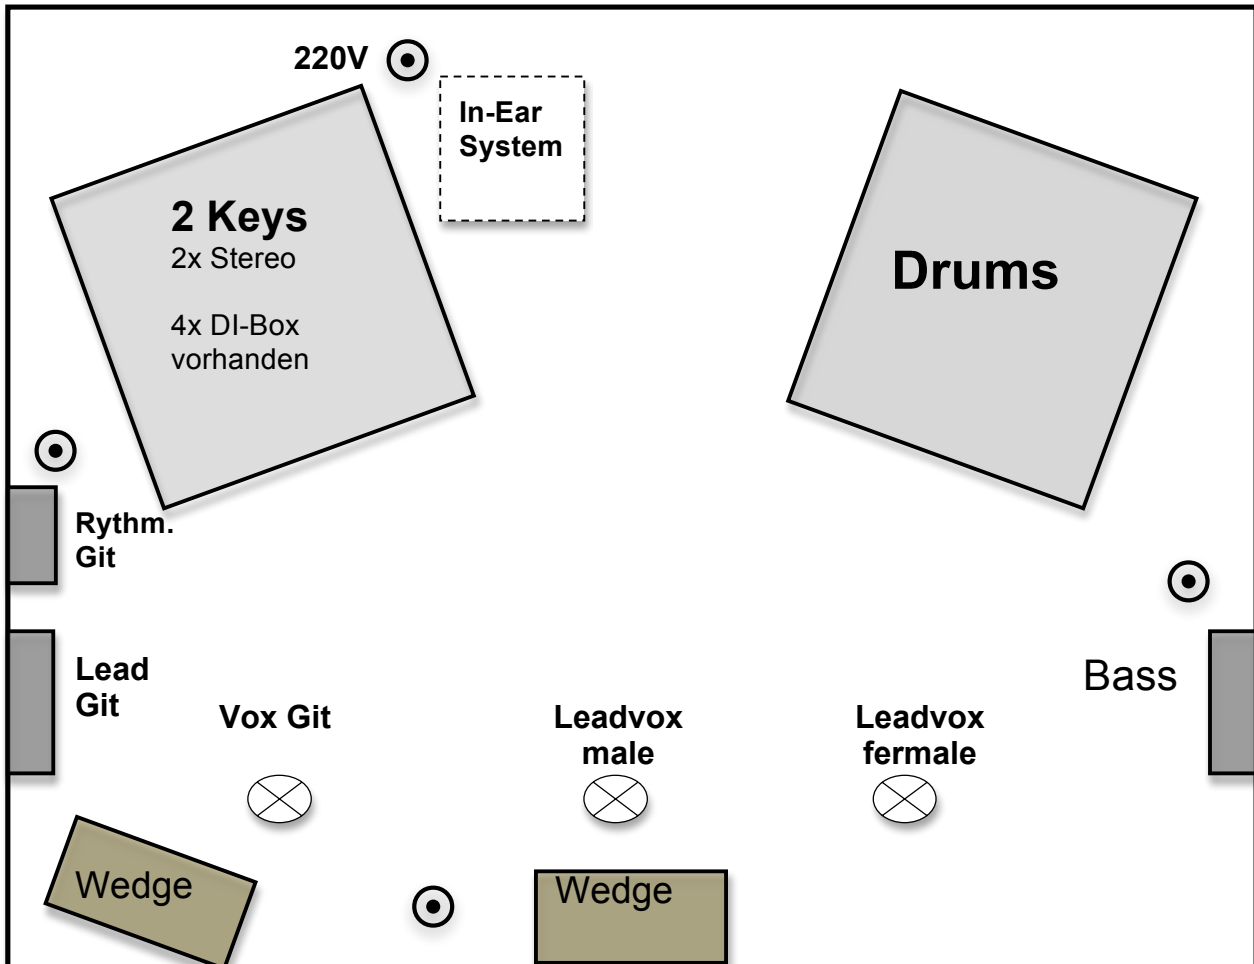 220V
In-Ear
System
2 Keys
2x Stereo
4x DI-Box
vorhanden
Drums
Rythm.
Git
Lead
Git
Bass
Vox Git
Leadvox
male
Leadvox
fermale
Wedge
Wedge